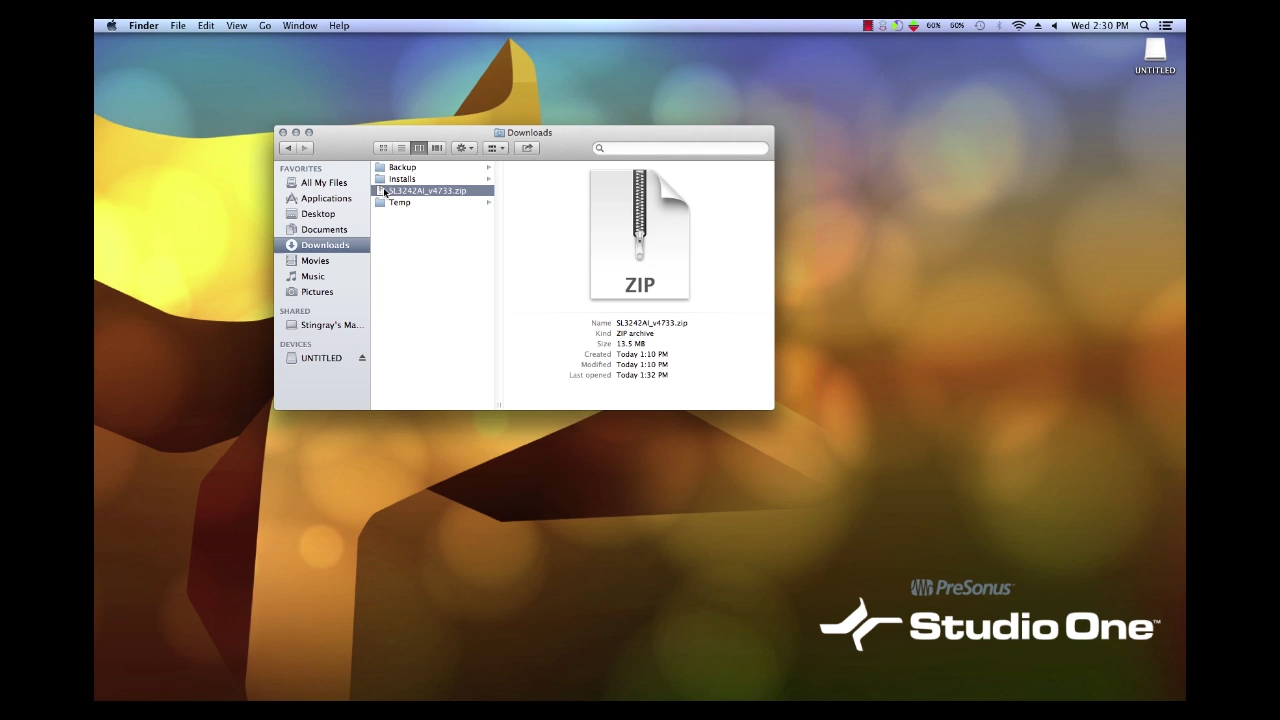 Finder File Edit View Go Window Help
60% 60% Wed 2:30 PM
UNTITLED
Downloads
FAVORITES
All My Files
Applications
Desktop
Documents
Downloads
Movies
Music
Pictures
SHARED
Stingray's Ma...
DEVICES
UNTITLED
Backup
Installs
SL3242AI_v4733.zip
Temp
ZIP
Name SL3242AI_v4733.zip
Kind ZIP archive
Size 13.5 MB
Created Today 1:10 PM
Modified Today 1:10 PM
Last opened Today 1:32 PM
PreSonus
Studio One™